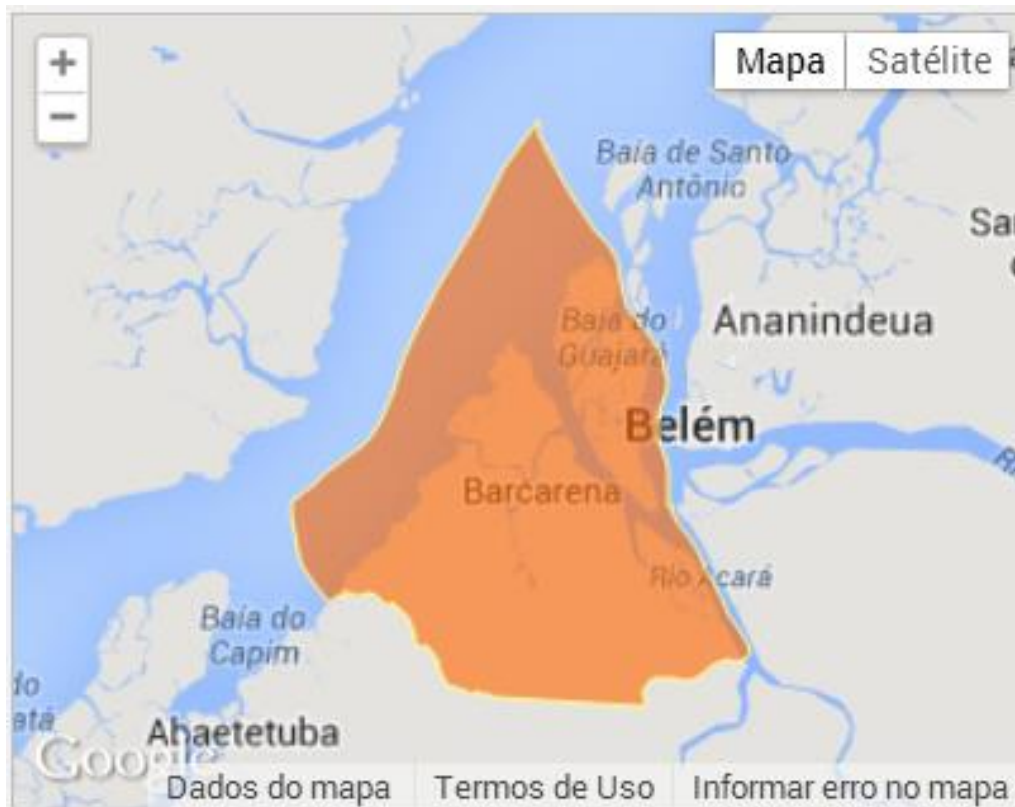 +
Mapa
Satélite
−
Baía de Santo
Antônio
Baía do
Guajará
Ananindeua
Belém
Barcarena
Rio Acará
Baía do
Capim
do
Abaetetuba
Google
Dados do mapa
Termos de Uso
Informar erro no mapa